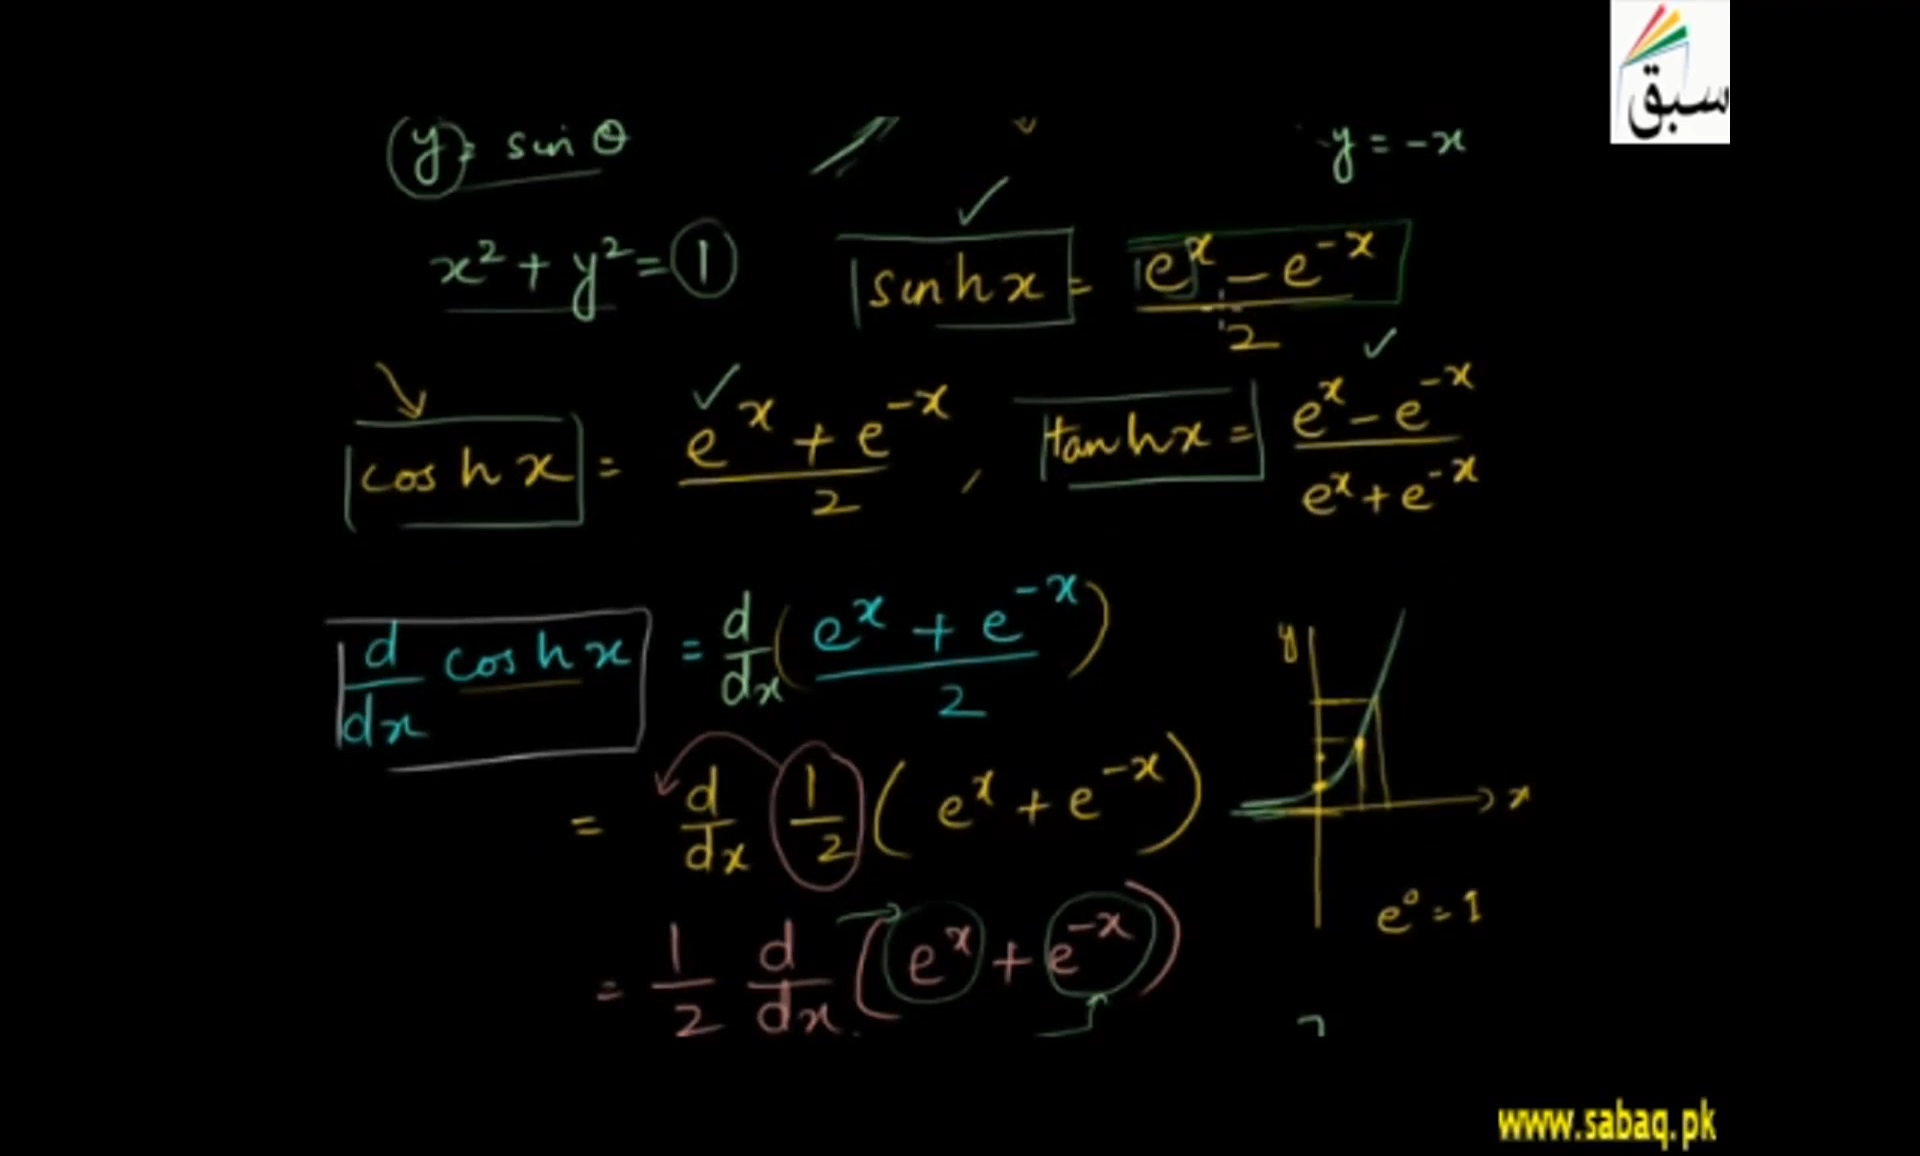 سبق
y = sin θ
y = -x
x² + y² = 1
sinh x = (e^x - e^-x) / 2
cosh x = (e^x + e^-x) / 2 , tanh x = (e^x - e^-x) / (e^x + e^-x)
d/dx cosh x = d/dx ( (e^x + e^-x) / 2 )
y
= d/dx 1/2 ( e^x + e^-x )
x
e⁰ = 1
= 1/2 d/dx ( e^x + e^-x )
www.sabaq.pk